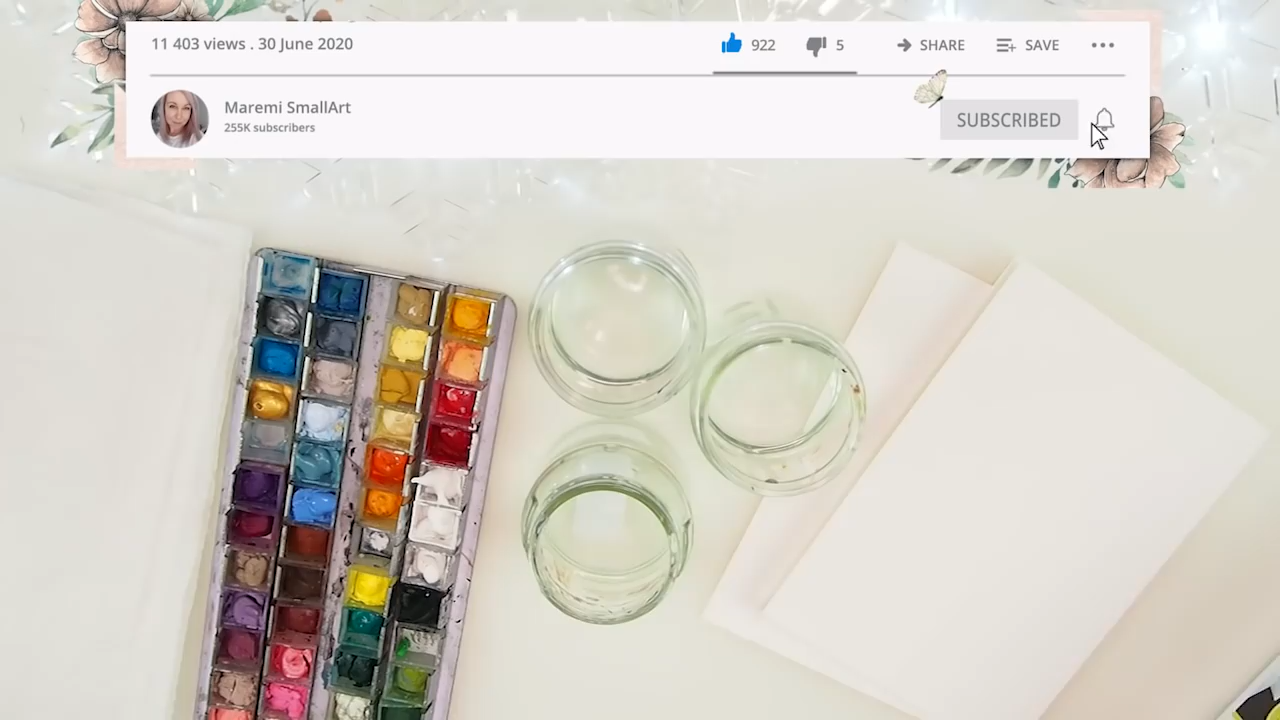 11 403 views . 30 June 2020
922
5
SHARE
SAVE
Maremi SmallArt
255K subscribers
SUBSCRIBED